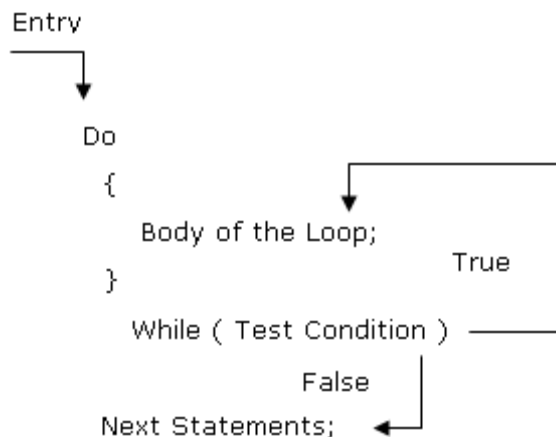 Entry
Do
{
Body of the Loop;
True
}
While ( Test Condition )
False
Next Statements;